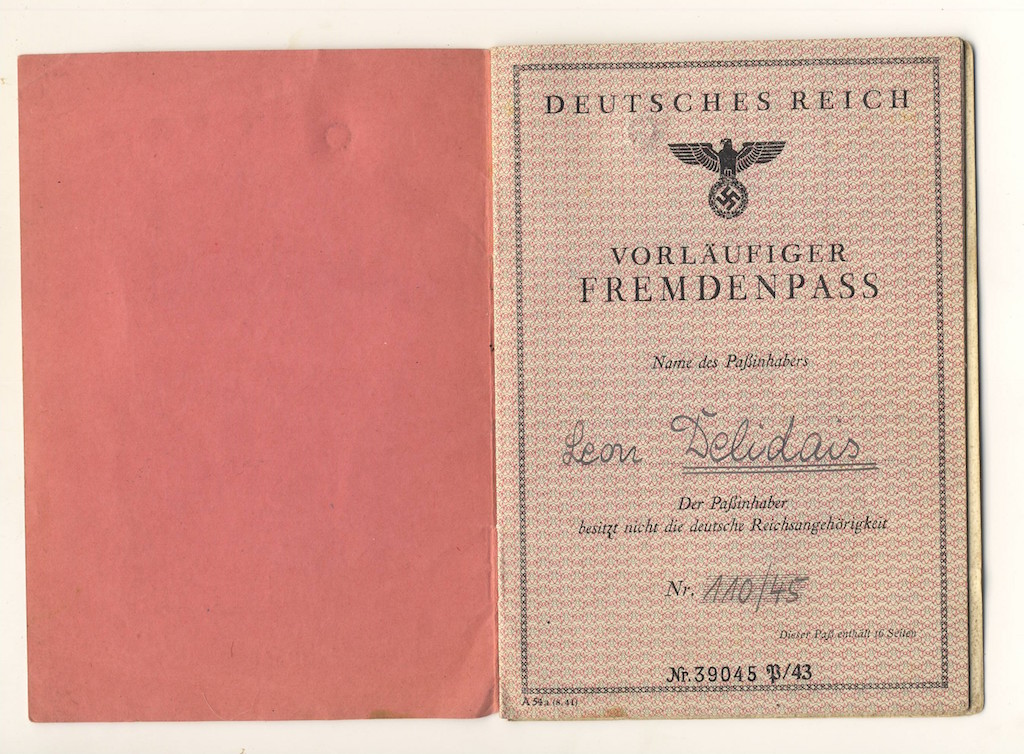 DEUTSCHES REICH
VORLÄUFIGER
FREMDENPASS
Name des Paßinhabers
Leon Delidais
Der Paßinhaber
besitzt nicht die deutsche Reichsangehörigkeit
Nr. 110/45
Dieser Paß enthält 16 Seiten
Nr. 39045 P/43
A 54a (8. 41)